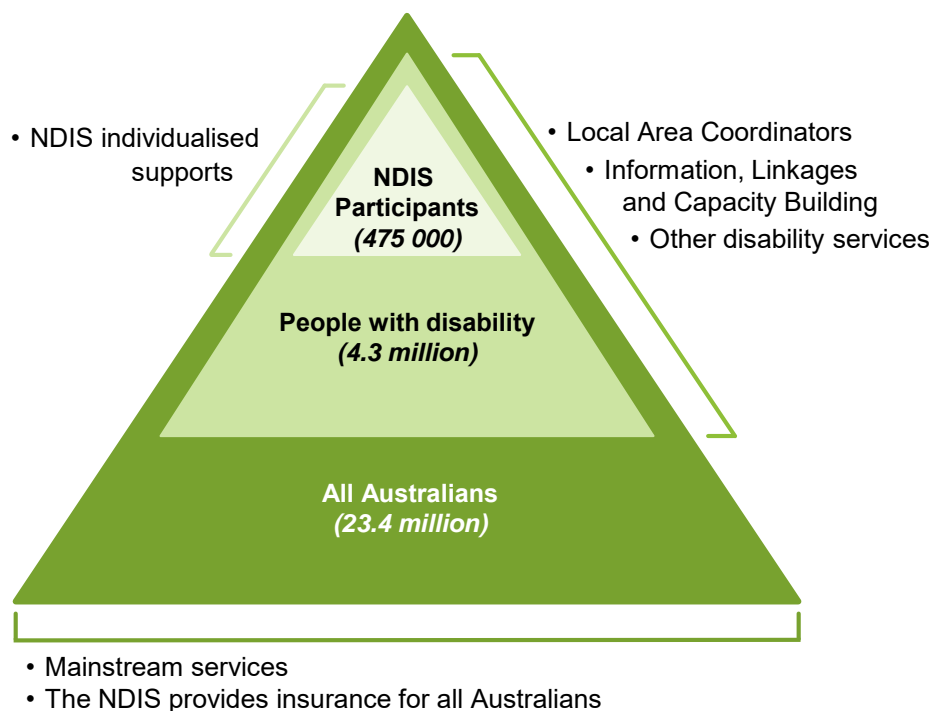 • NDIS individualised
supports
NDIS
Participants
(475 000)
• Local Area Coordinators
• Information, Linkages
and Capacity Building
• Other disability services
People with disability
(4.3 million)
All Australians
(23.4 million)
• Mainstream services
• The NDIS provides insurance for all Australians